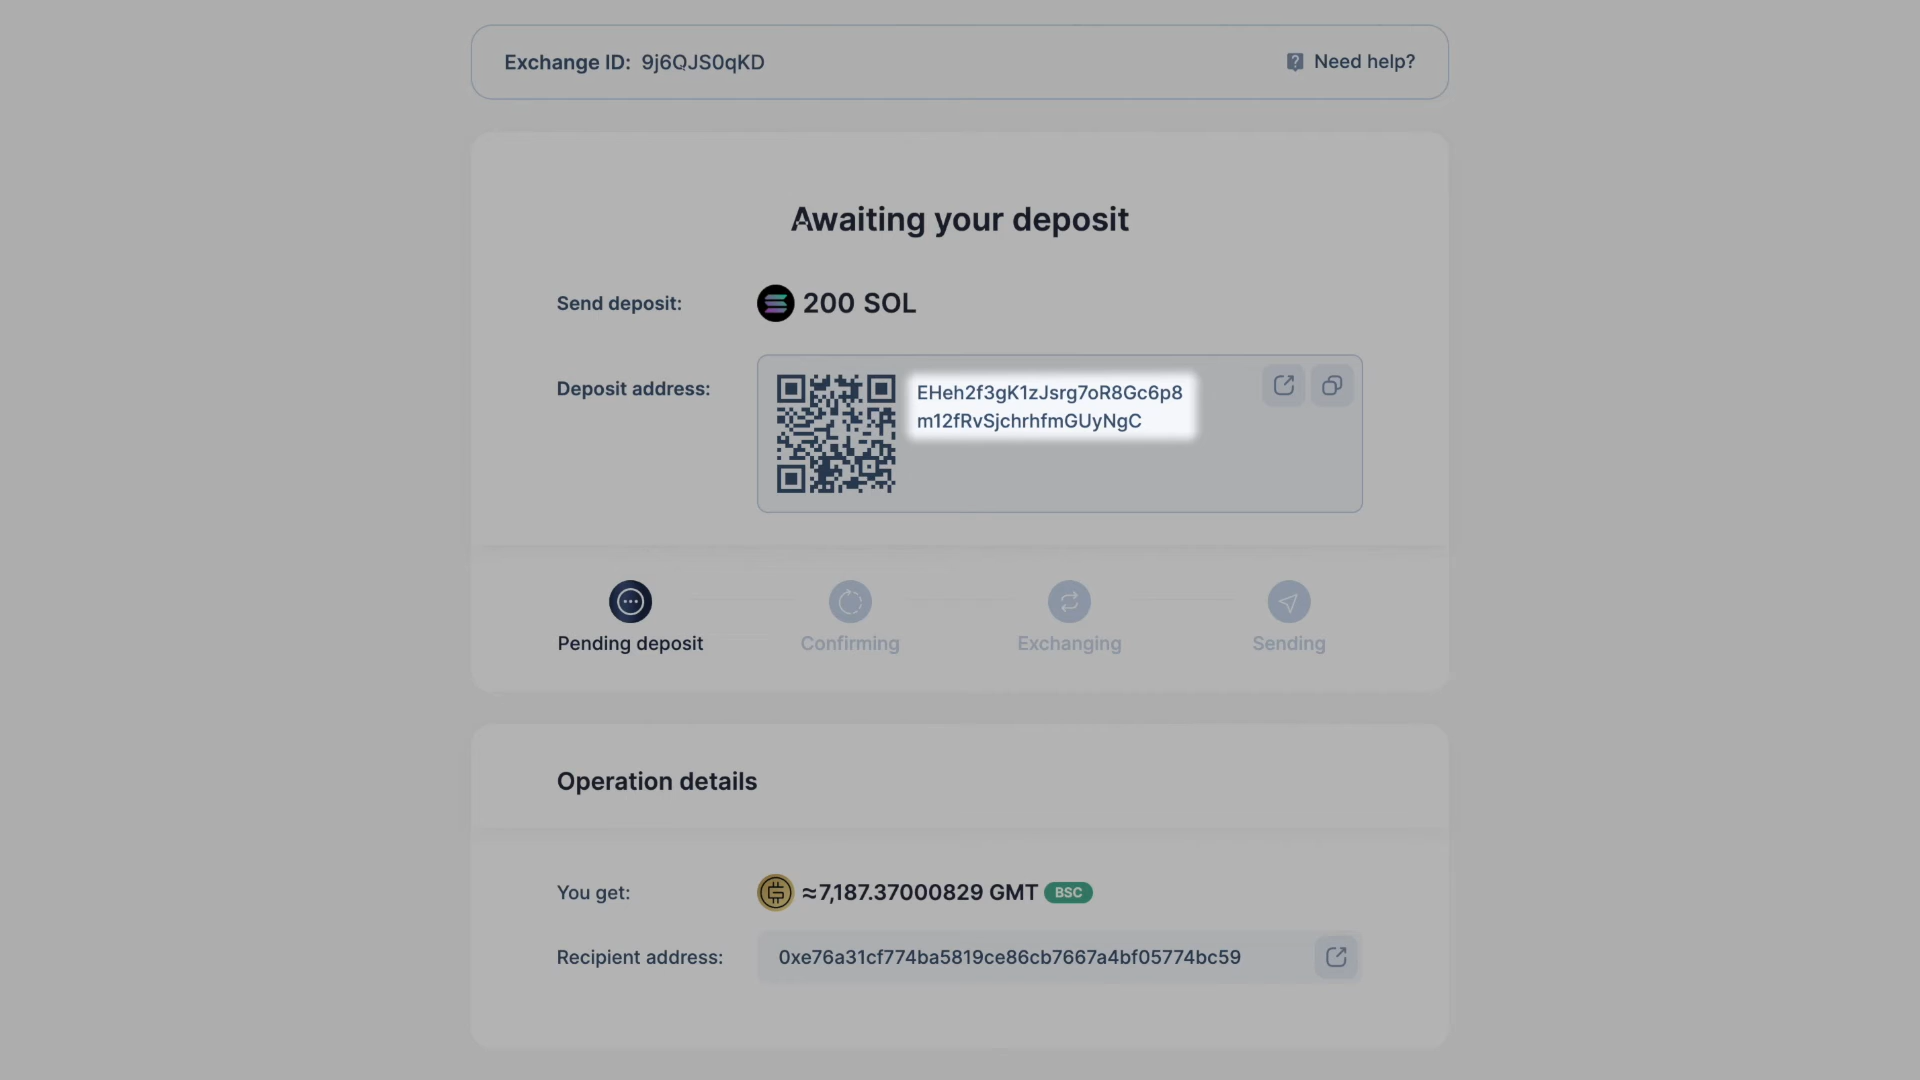 Exchange ID: 9j6QJS0qKD
Need help?
Awaiting your deposit
Send deposit: 200 SOL
Deposit address: EHeh2f3gK1zJsrg7oR8Gc6p8
m12fRvSjchrhfmGUyNgC
Pending deposit
Confirming
Exchanging
Sending
Operation details
You get: ≈7,187.37000829 GMT BSC
Recipient address: 0xe76a31cf774ba5819ce86cb7667a4bf05774bc59